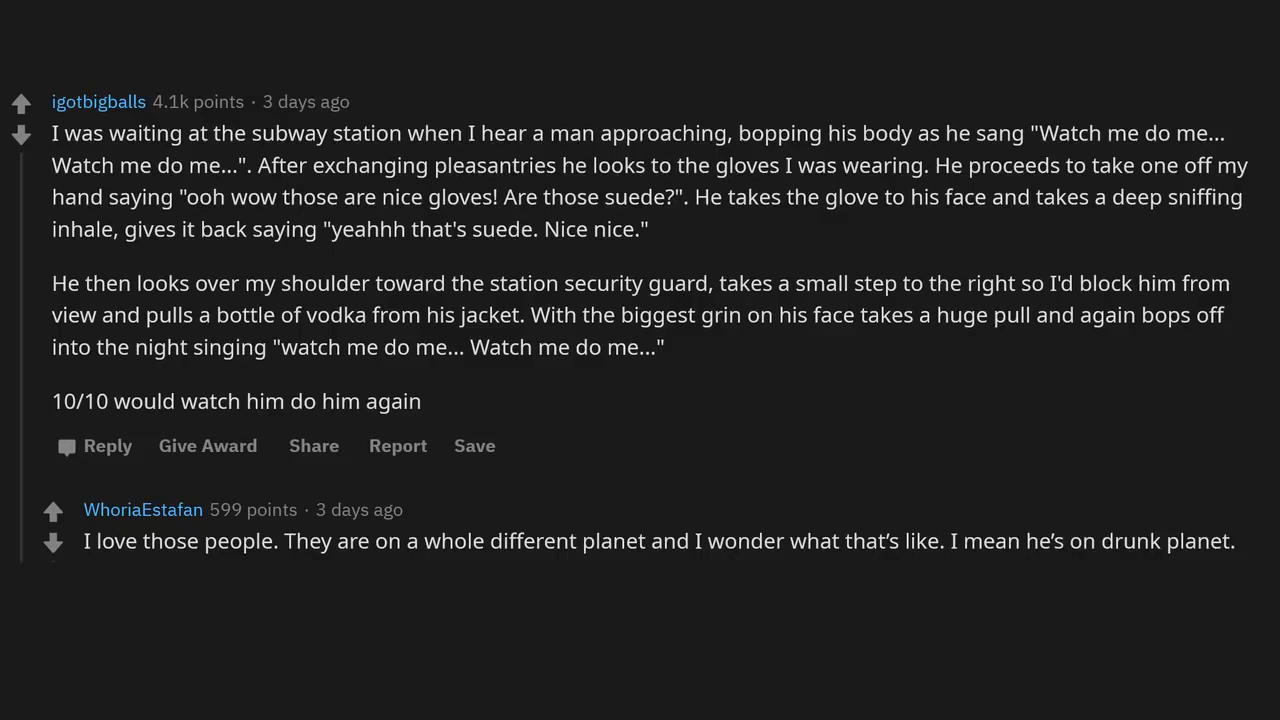 igotbigballs 4.1k points · 3 days ago
I was waiting at the subway station when I hear a man approaching, bopping his body as he sang "Watch me do me...
Watch me do me...". After exchanging pleasantries he looks to the gloves I was wearing. He proceeds to take one off my
hand saying "ooh wow those are nice gloves! Are those suede?". He takes the glove to his face and takes a deep sniffing
inhale, gives it back saying "yeahhh that's suede. Nice nice."
He then looks over my shoulder toward the station security guard, takes a small step to the right so I'd block him from
view and pulls a bottle of vodka from his jacket. With the biggest grin on his face takes a huge pull and again bops off
into the night singing "watch me do me... Watch me do me..."
10/10 would watch him do him again
Reply Give Award Share Report Save
WhoriaEstafan 599 points · 3 days ago
I love those people. They are on a whole different planet and I wonder what that’s like. I mean he’s on drunk planet.